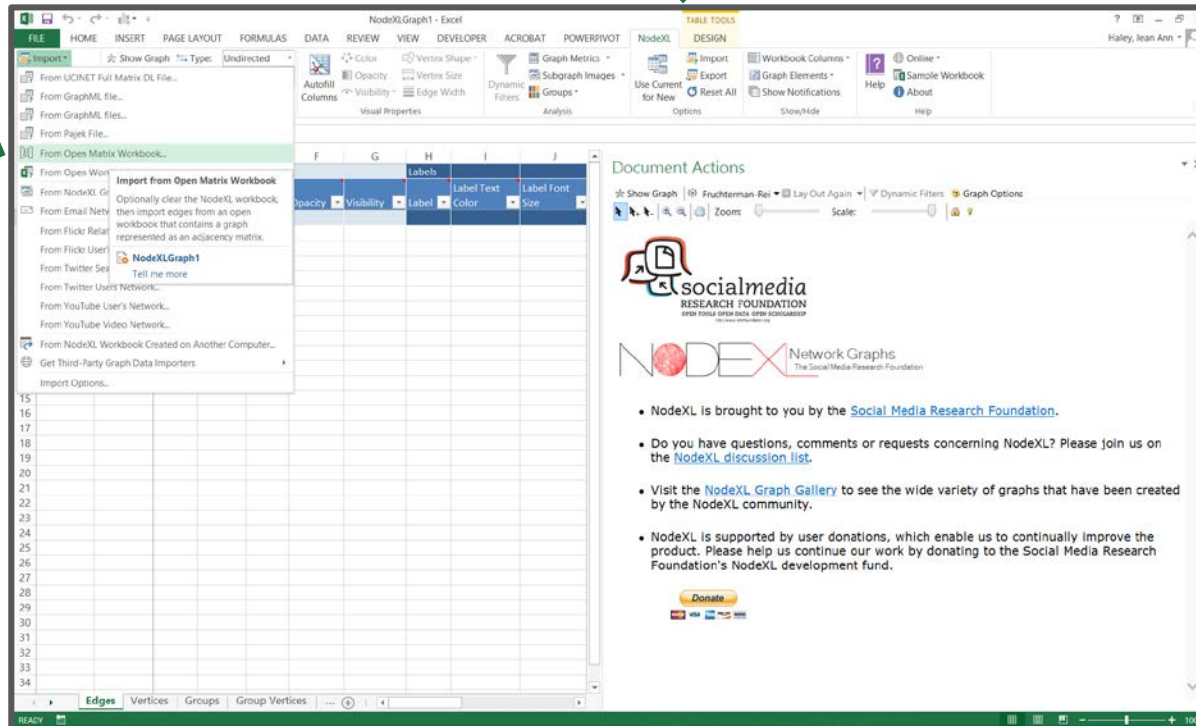 NodeXLGraph1 - Excel
TABLE TOOLS
FILE HOME INSERT PAGE LAYOUT FORMULAS DATA REVIEW VIEW DEVELOPER ACROBAT POWERPIVOT NodeXL DESIGN
Haley, Jean Ann
Import
Show Graph
Type: Undirected
From UCINET Full Matrix DL File...
From GraphML file...
From GraphML files...
From Pajek File...
From Open Matrix Workbook...
From Open Wor
From NodeXL Gr
From Email Netw
From Flickr Relat
From Flickr User'
From Twitter Sea
From Twitter Users Network...
From YouTube User's Network...
From YouTube Video Network...
From NodeXL Workbook Created on Another Computer...
Get Third-Party Graph Data Importers
Import Options...
Import from Open Matrix Workbook
Optionally clear the NodeXL workbook,
then import edges from an open
workbook that contains a graph
represented as an adjacency matrix.
NodeXLGraph1
Tell me more
Autofill
Columns
Color
Opacity
Visibility
Vertex Shape
Vertex Size
Edge Width
Visual Properties
Dynamic
Filters
Graph Metrics
Subgraph Images
Groups
Analysis
Use Current
for New
Import
Export
Reset All
Options
Workbook Columns
Graph Elements
Show Notifications
Show/Hide
Help
Online
Sample Workbook
About
Help
F G H I J
Labels
Opacity Visibility Label
Label Text
Color
Label Font
Size
15
16
17
18
19
20
21
22
23
24
25
26
27
28
29
30
31
32
33
34
Document Actions
Show Graph Fruchterman-Rei Lay Out Again Dynamic Filters Graph Options
Zoom: Scale:
socialmedia
RESEARCH FOUNDATION
OPEN TOOLS OPEN DATA OPEN SCHOLARSHIP
NODEXL Network Graphs
The Social Media Research Foundation
• NodeXL is brought to you by the Social Media Research Foundation.
• Do you have questions, comments or requests concerning NodeXL? Please join us on
the NodeXL discussion list.
• Visit the NodeXL Graph Gallery to see the wide variety of graphs that have been created
by the NodeXL community.
• NodeXL is supported by user donations, which enable us to continually improve the
product. Please help us continue our work by donating to the Social Media Research
Foundation's NodeXL development fund.
Donate
VISA
Edges Vertices Groups Group Vertices ...
READY
100